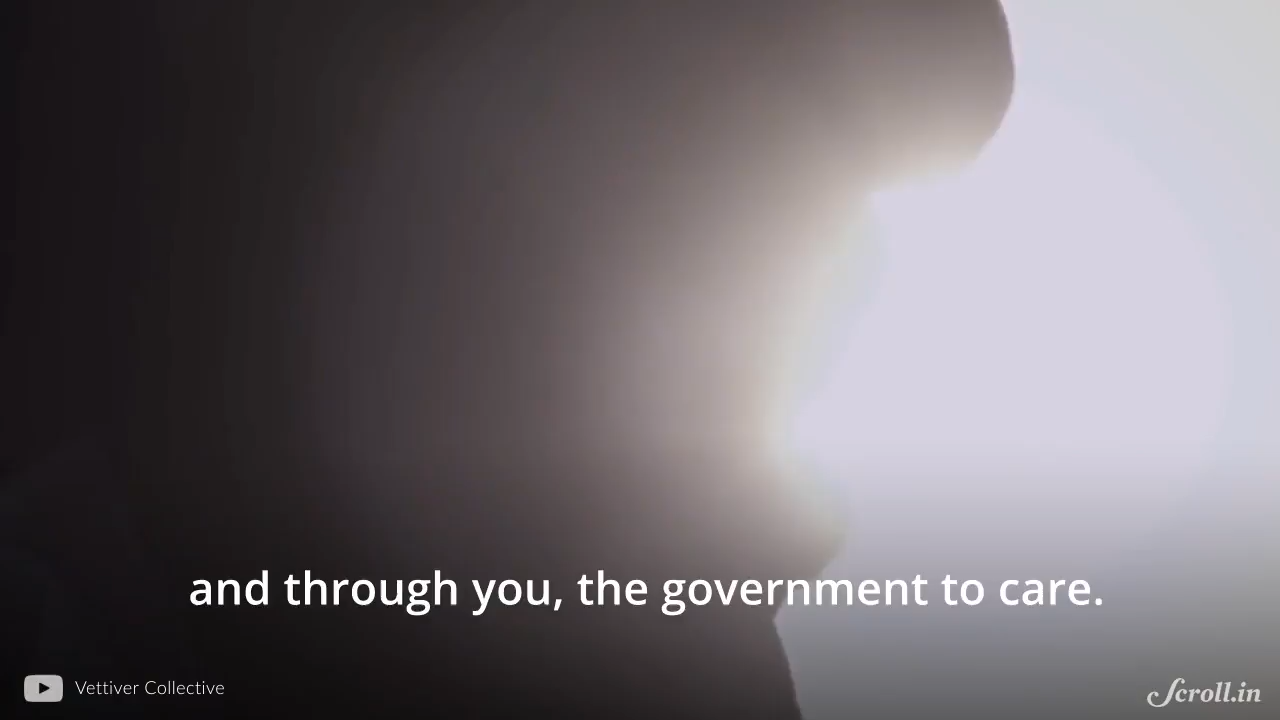 and through you, the government to care.
Vettiver Collective
Scroll.in